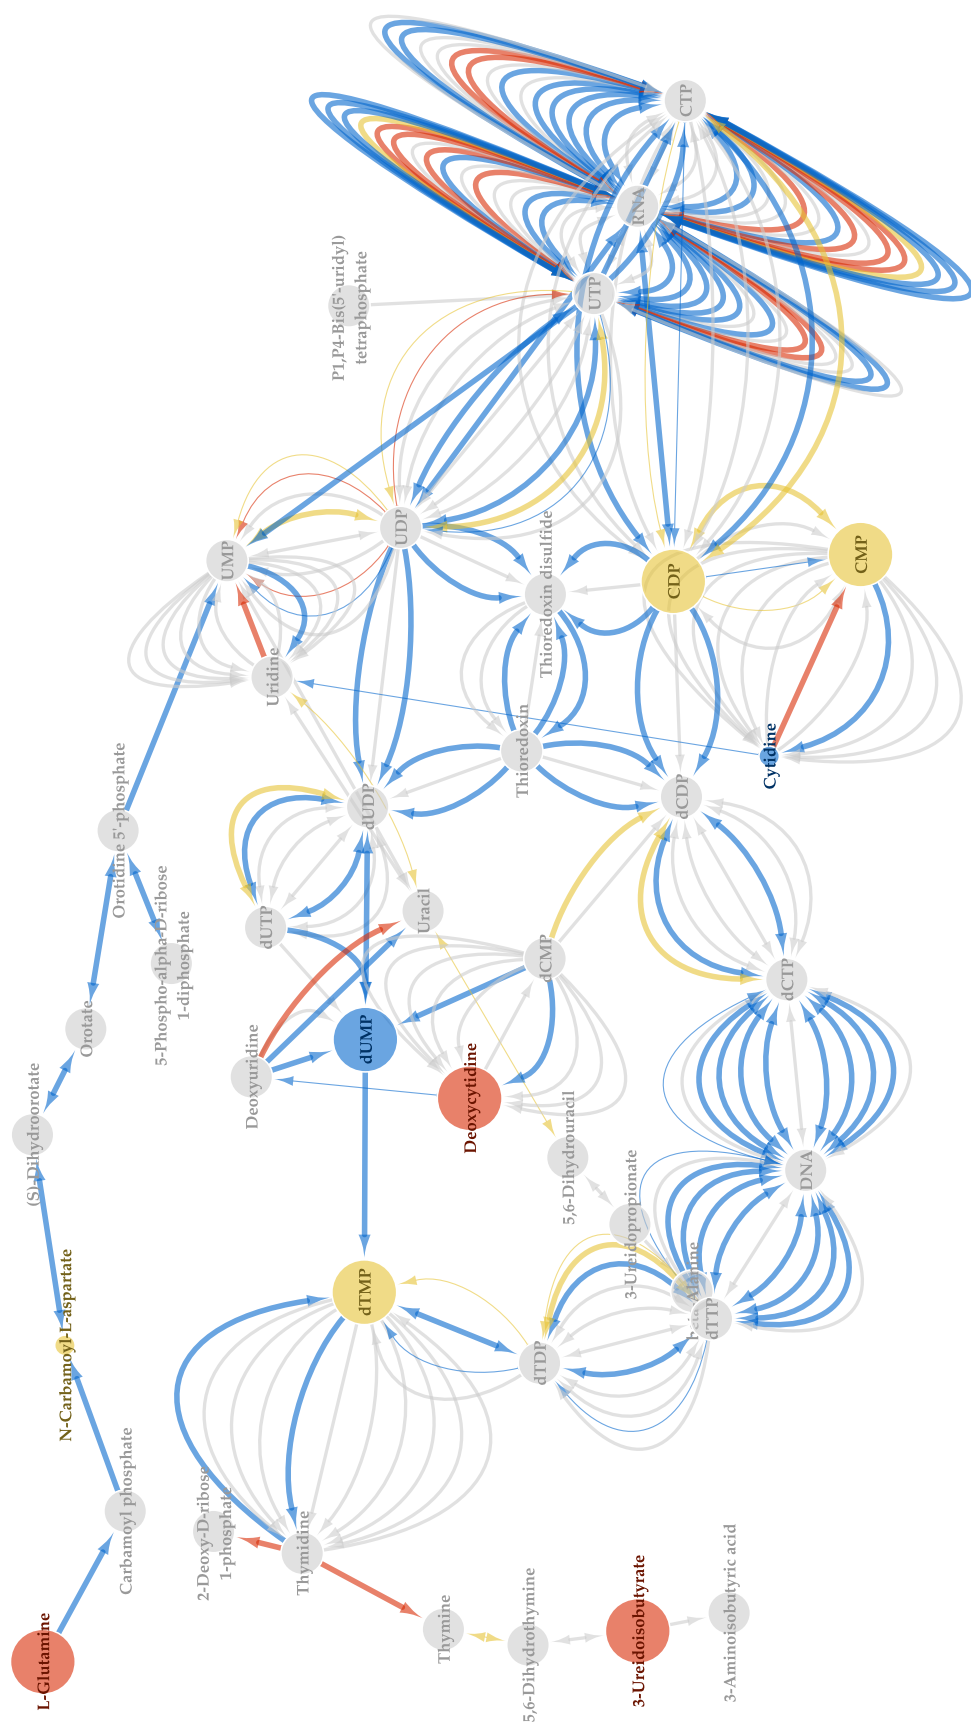 CTP
RNA
UTP
P1,P4-Bis(5'-uridyl)
tetraphosphate
UDP
UMP
Thioredoxin disulfide
CDP
CMP
Uridine
Thioredoxin
Cytidine
dUDP
dCDP
Orotidine 5'-phosphate
5-Phospho-alpha-D-ribose
1-diphosphate
dUTP
Uracil
dCMP
dCTP
Orotate
Deoxyuridine
dUMP
Deoxycytidine
(S)-Dihydroorotate
5,6-Dihydrouracil
DNA
3-Ureidopropionate
beta-Alanine
dTTP
dTMP
dTDP
N-Carbamoyl-L-aspartate
Carbamoyl phosphate
2-Deoxy-D-ribose
1-phosphate
Thymidine
L-Glutamine
Thymine
5,6-Dihydrothymine
3-Ureidoisobutyrate
3-Aminoisobutyric acid